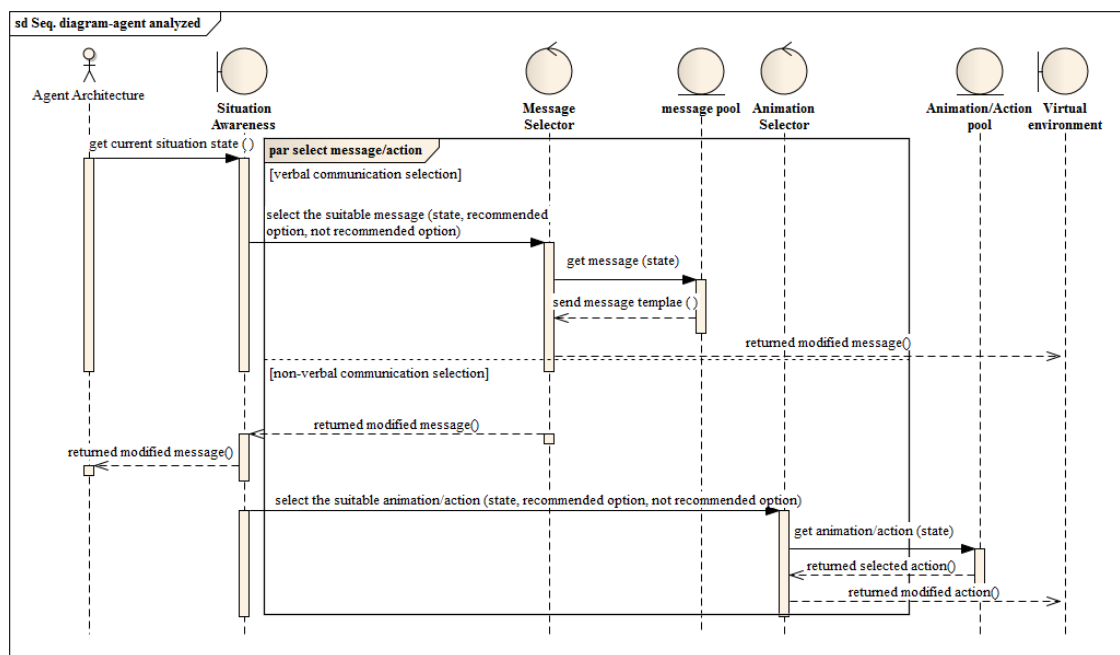 sd Seq. diagram-agent analyzed
Agent Architecture
Situation
Awareness
Message
Selector
message pool
Animation
Selector
Animation/Action
pool
Virtual
environment
get current situation state ( )
par select message/action
[verbal communication selection]
select the suitable message (state, recommended
option, not recommended option)
get message (state)
send message templae ( )
returned modified message()
[non-verbal communication selection]
returned modified message()
returned modified message()
select the suitable animation/action (state, recommended option, not recommended option)
get animation/action (state)
returned selected action()
returned modified action()